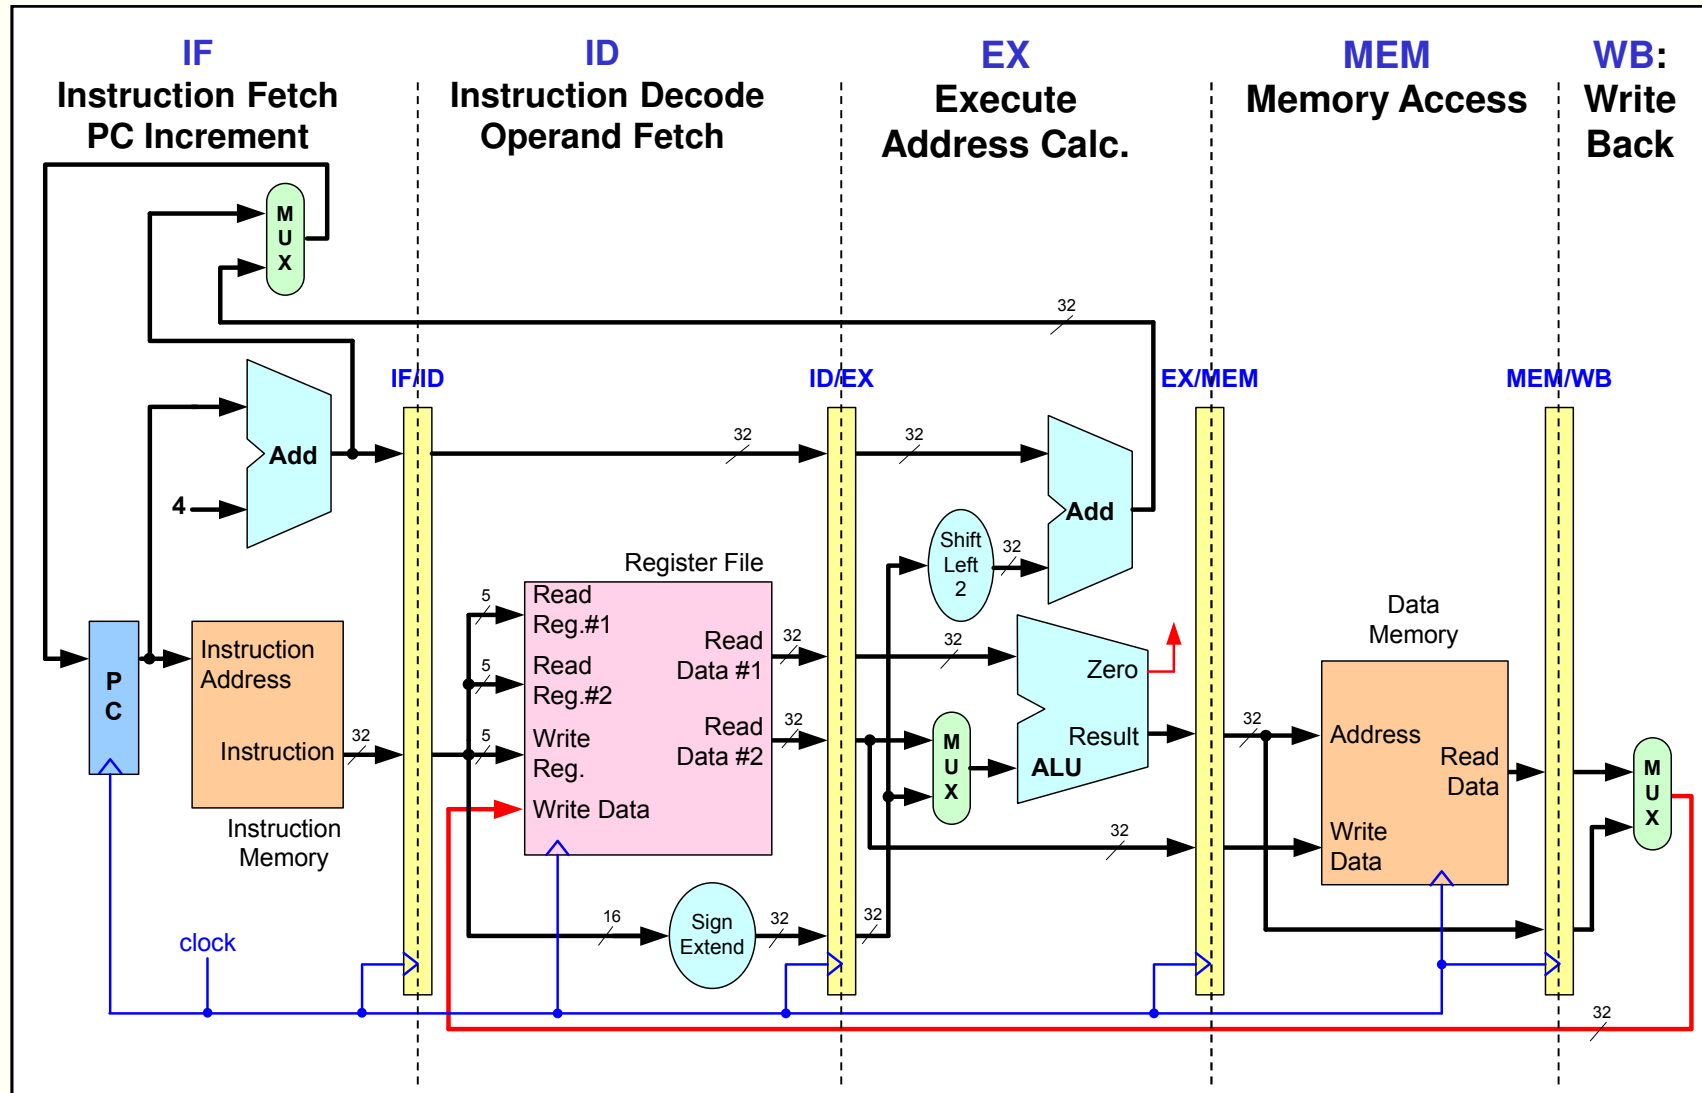 IF
Instruction Fetch
PC Increment
ID
Instruction Decode
Operand Fetch
EX
Execute
Address Calc.
MEM
Memory Access
WB:
Write
Back
M
U
X
32
IF/ID
ID/EX
EX/MEM
MEM/WB
Add
4
32
32
Add
Shift
Left
2
32
Register File
Read
Reg.#1
Read
Reg.#2
Write
Reg.
Write Data
Read
Data #1
Read
Data #2
5
5
5
32
32
P
C
Instruction
Address
Instruction
32
Instruction
Memory
32
M
U
X
Zero
Result
ALU
32
32
Data
Memory
Address
Read
Data
Write
Data
M
U
X
16
Sign
Extend
32
32
clock
32